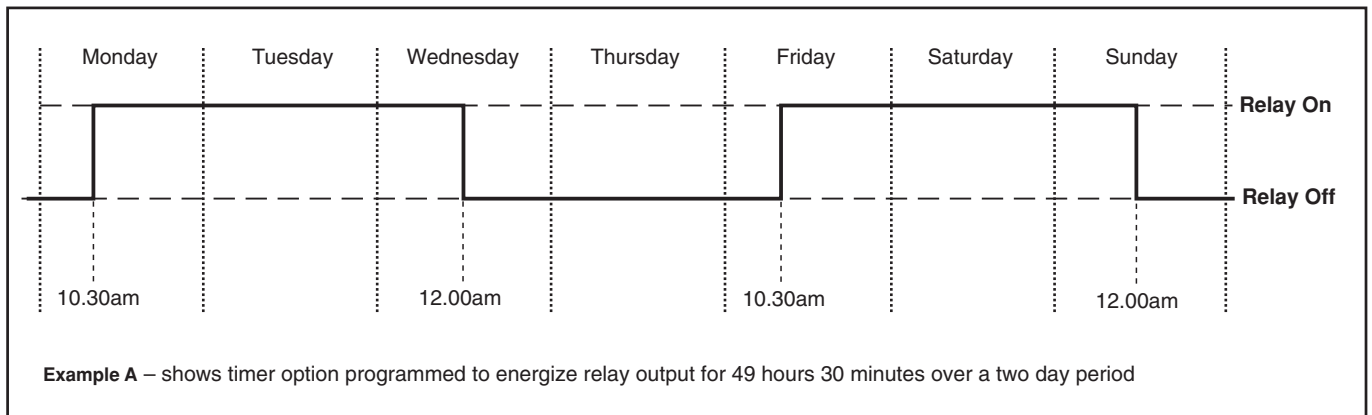 Monday Tuesday Wednesday Thursday Friday Saturday Sunday
Relay On
Relay Off
10.30am 12.00am 10.30am 12.00am
Example A – shows timer option programmed to energize relay output for 49 hours 30 minutes over a two day period